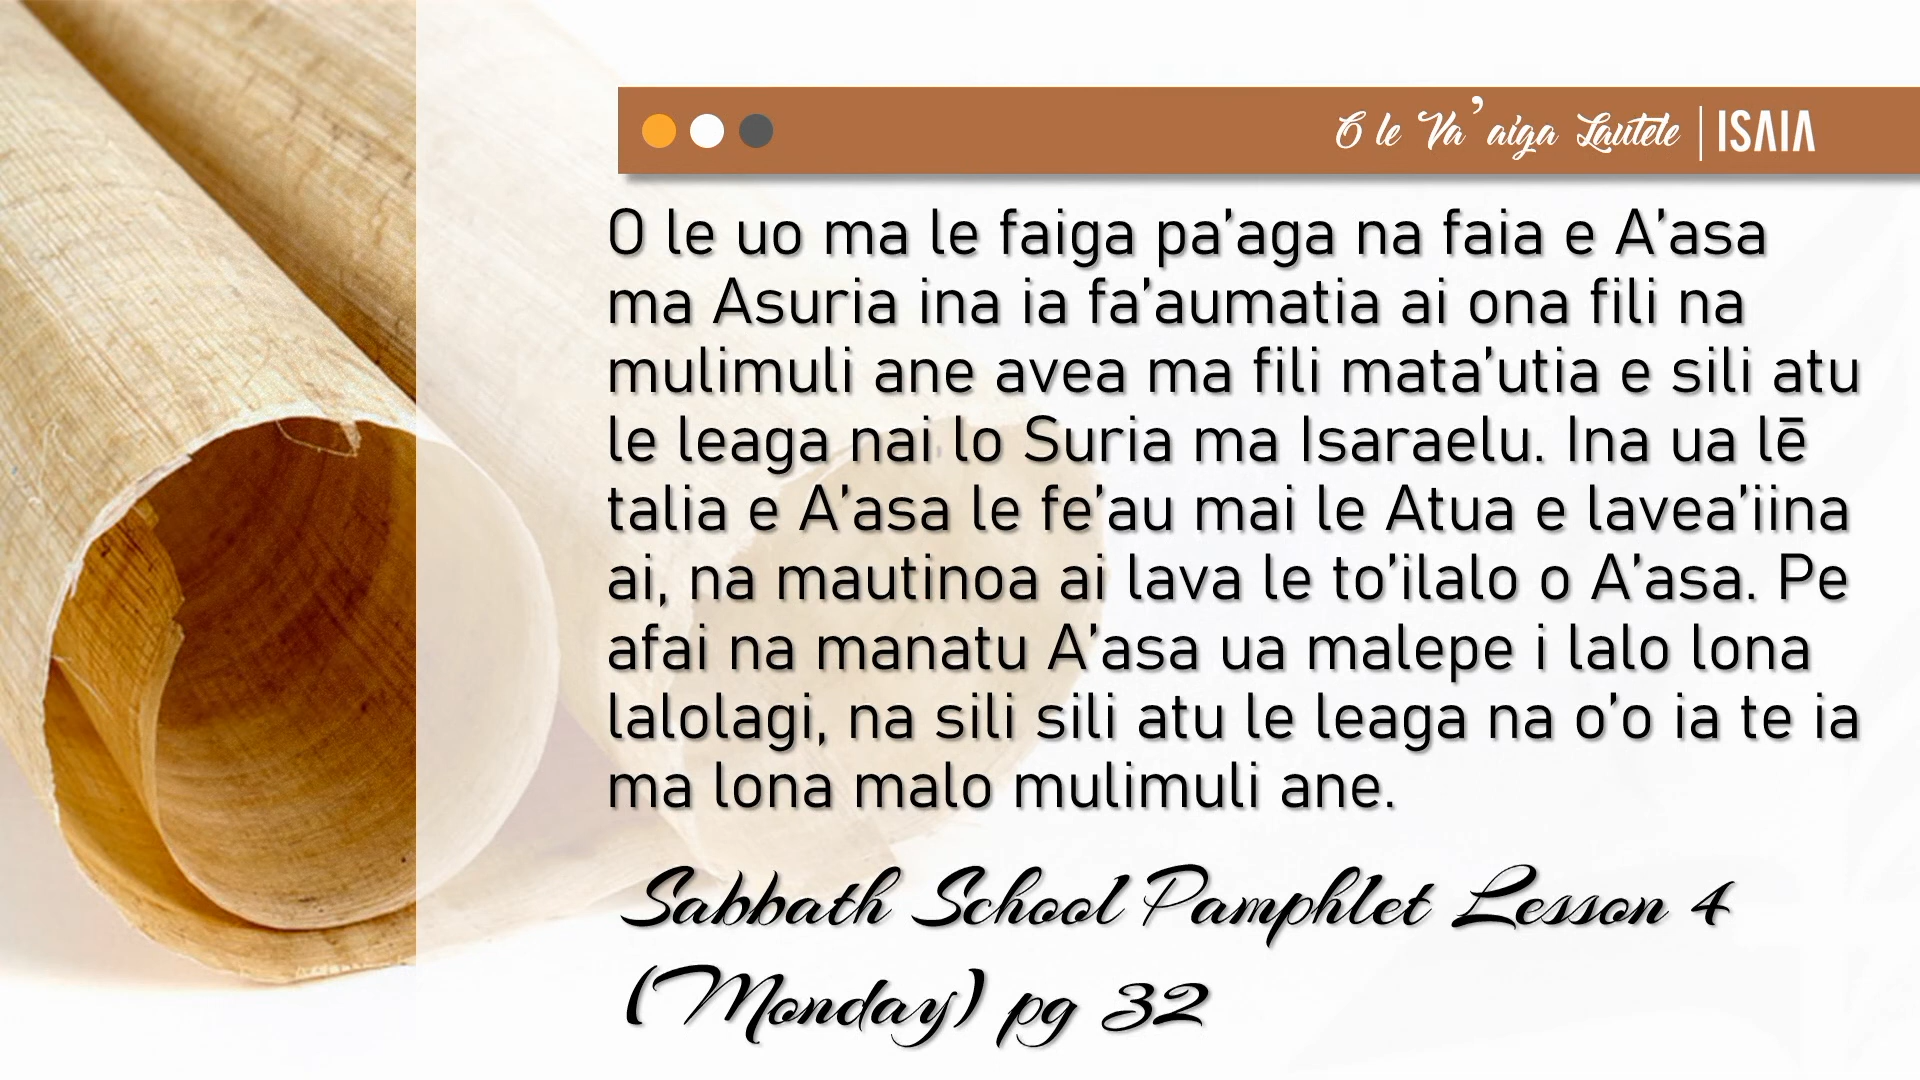 O le Va'aiga Lautele | ISAIA
O le uo ma le faiga pa’aga na faia e A’asa
ma Asuria ina ia fa’aumatia ai ona fili na
mulimuli ane avea ma fili mata’utia e sili atu
le leaga nai lo Suria ma Isaraelu. Ina ua lē
talia e A’asa le fe’au mai le Atua e lavea’iina
ai, na mautinoa ai lava le to’ilalo o A’asa. Pe
afai na manatu A’asa ua malepe i lalo lona
lalolagi, na sili sili atu le leaga na o’o ia te ia
ma lona malo mulimuli ane.
Sabbath School Pamphlet Lesson 4
(Monday) pg 32